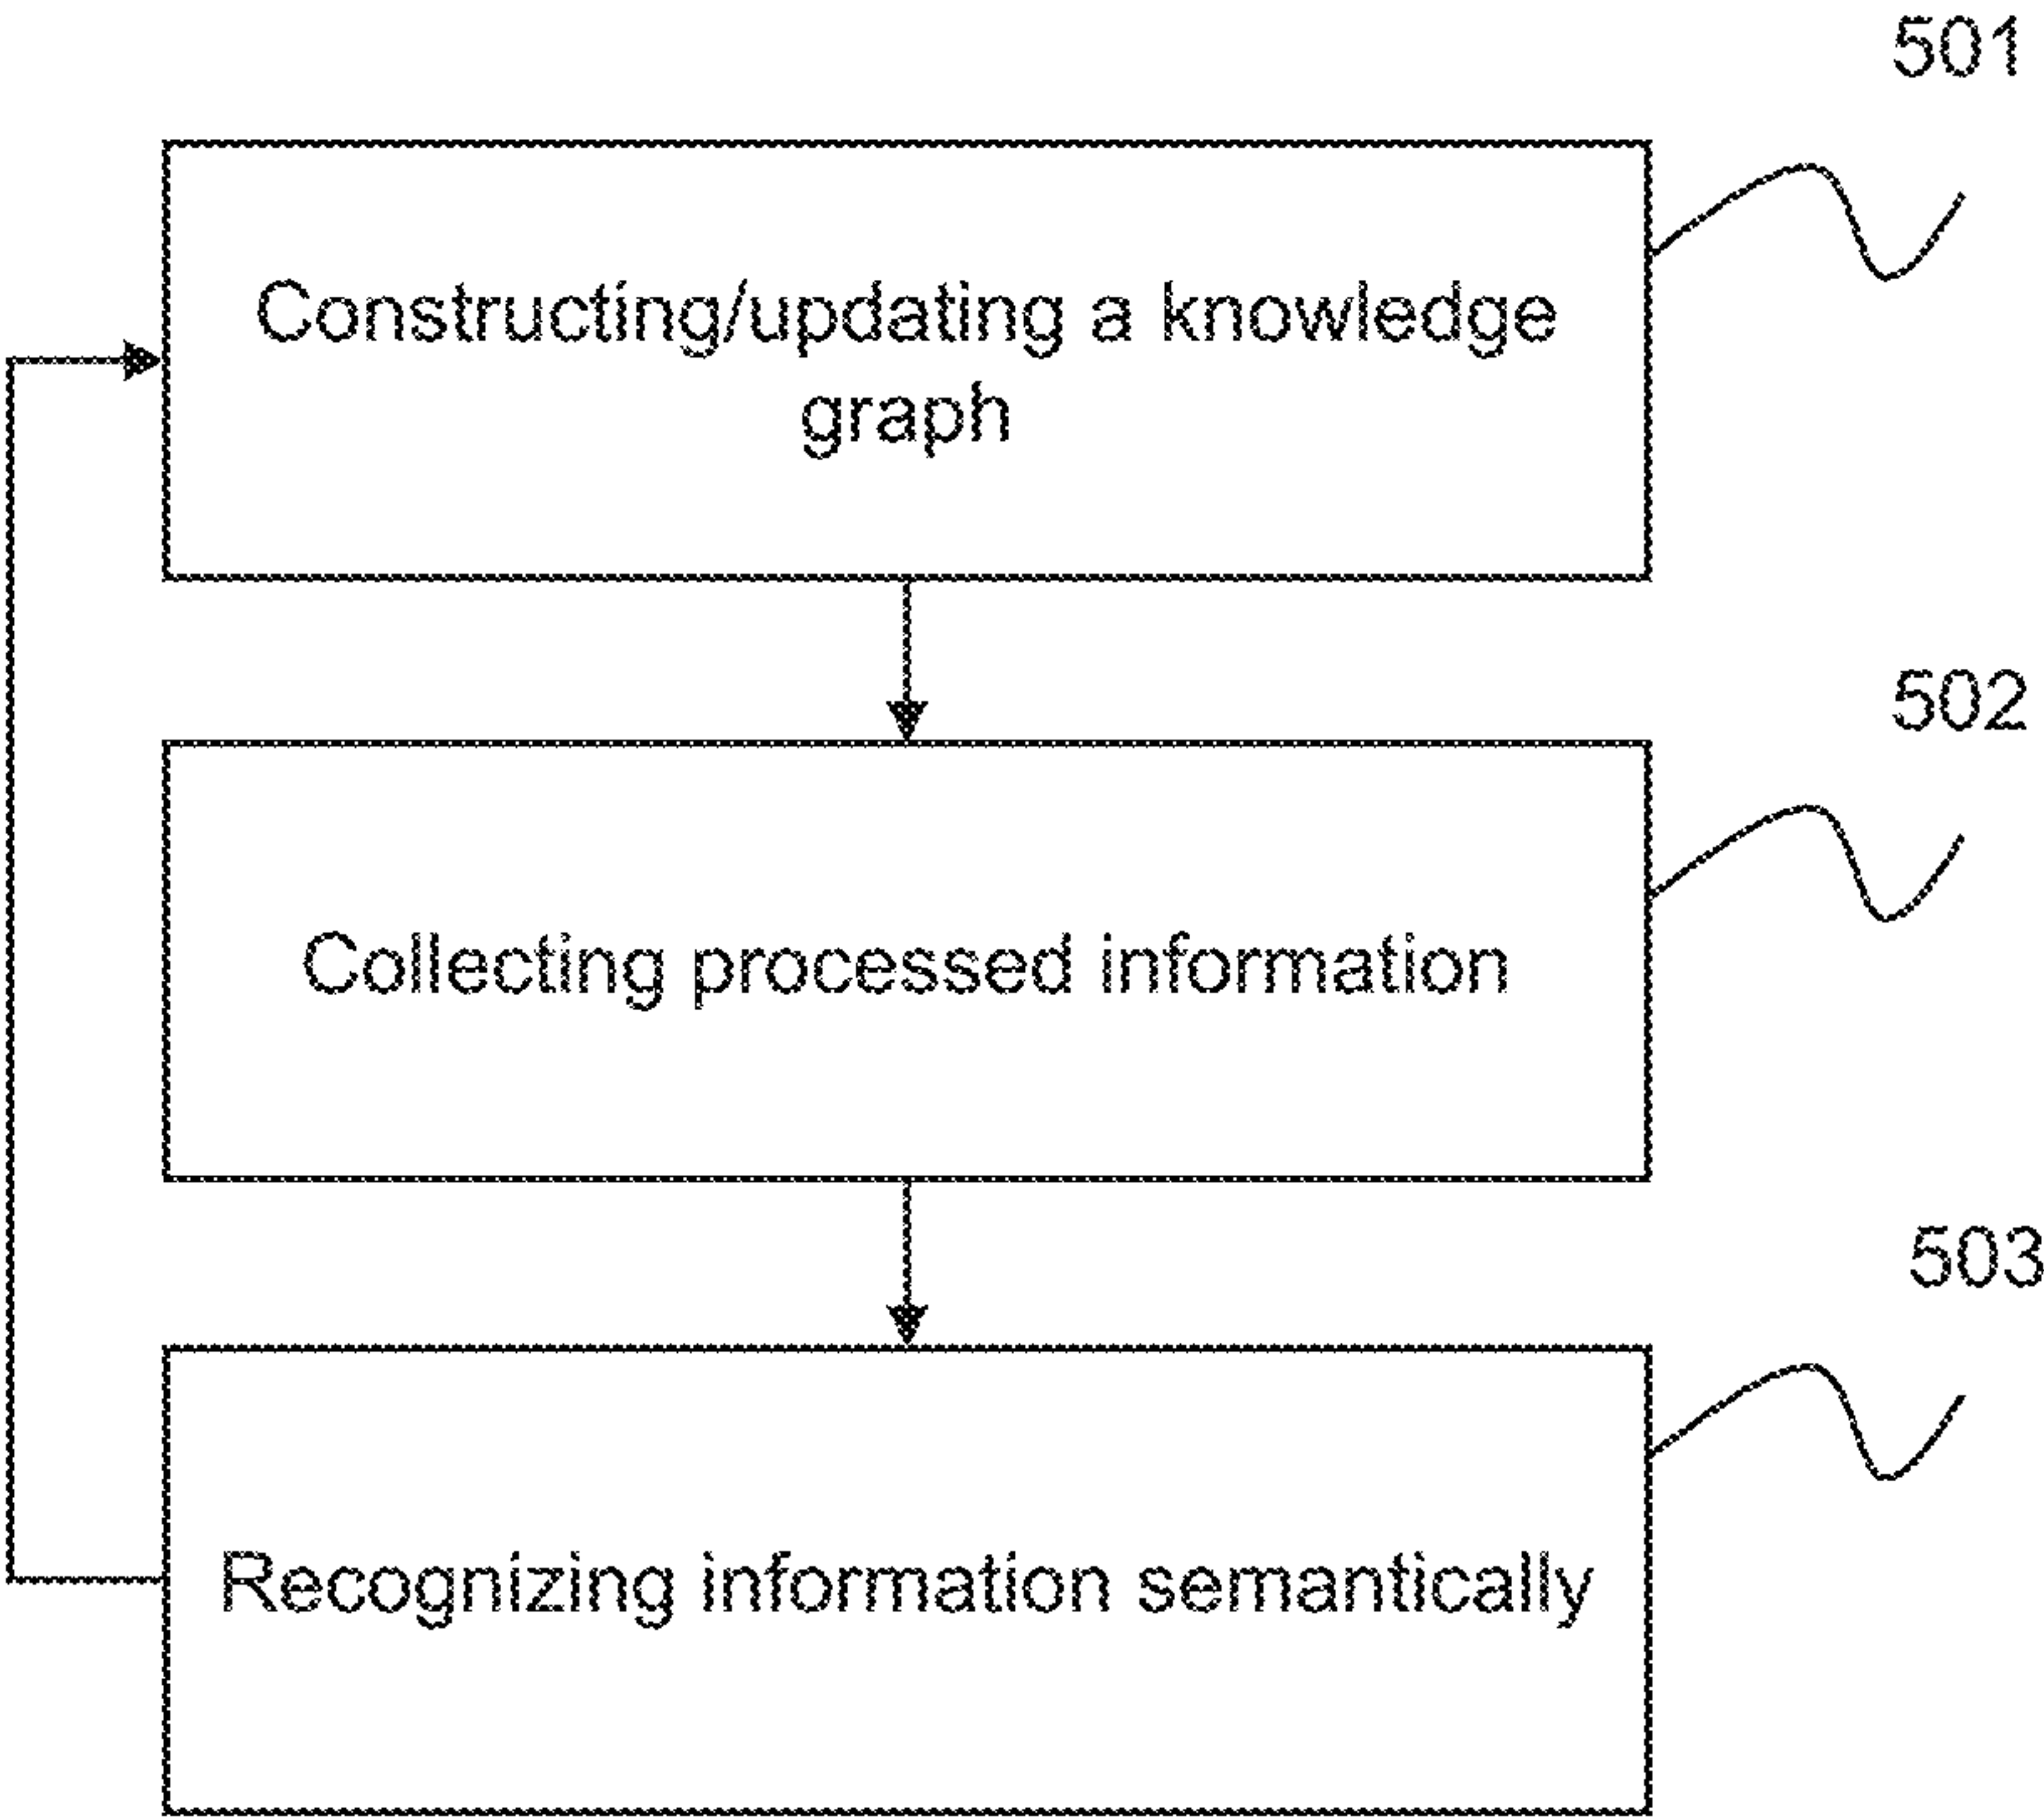 501
Constructing/updating a knowledge
graph
502
Collecting processed information
503
Recognizing information semantically